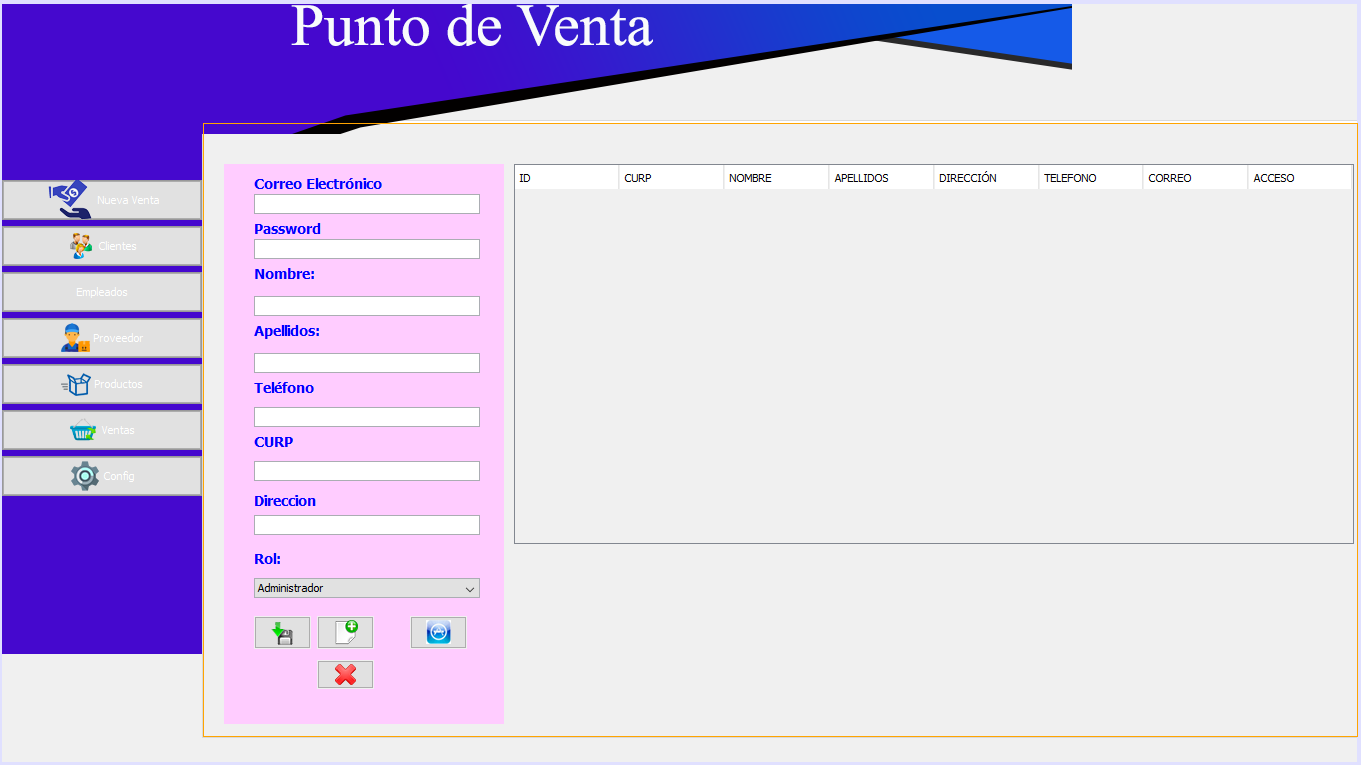 Punto de Venta
Nueva Venta
Clientes
Empleados
Proveedor
Productos
Ventas
Config
Correo Electrónico
Password
Nombre:
Apellidos:
Teléfono
CURP
Direccion
Rol:
Administrador
ID CURP NOMBRE APELLIDOS DIRECCIÓN TELEFONO CORREO ACCESO